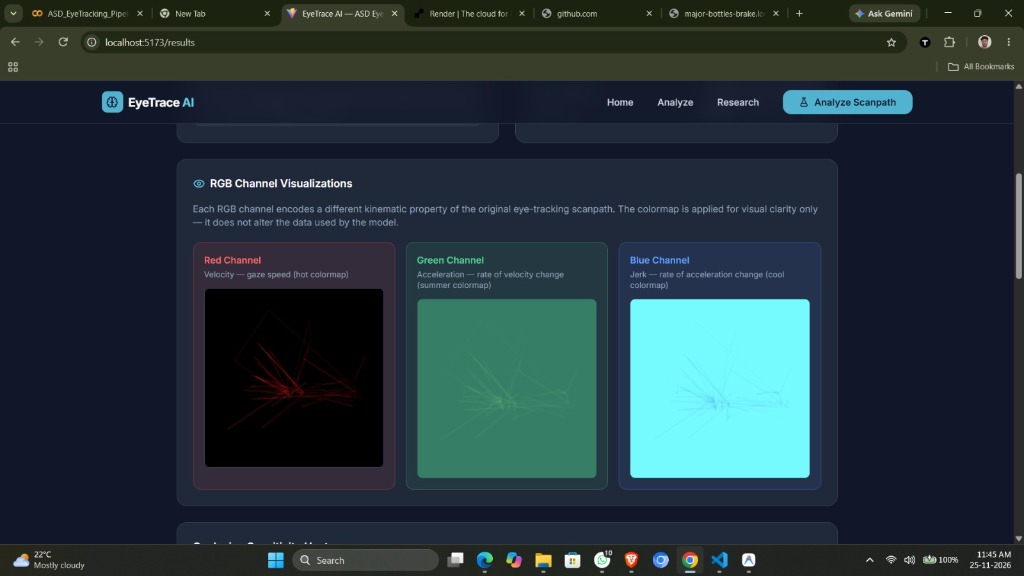 ASD_EyeTracking_Pipel
New Tab
EyeTrace AI — ASD Eye
Render | The cloud for
github.com
major-bottles-brake.lo
Ask Gemini
localhost:5173/results
All Bookmarks
EyeTrace AI
Home
Analyze
Research
Analyze Scanpath
RGB Channel Visualizations
Each RGB channel encodes a different kinematic property of the original eye-tracking scanpath. The colormap is applied for visual clarity only
— it does not alter the data used by the model.
Red Channel
Velocity — gaze speed (hot colormap)
Green Channel
Acceleration — rate of velocity change
(summer colormap)
Blue Channel
Jerk — rate of acceleration change (cool
colormap)
22°C
Mostly cloudy
Search
10
100%
11:45 AM
25-11-2026